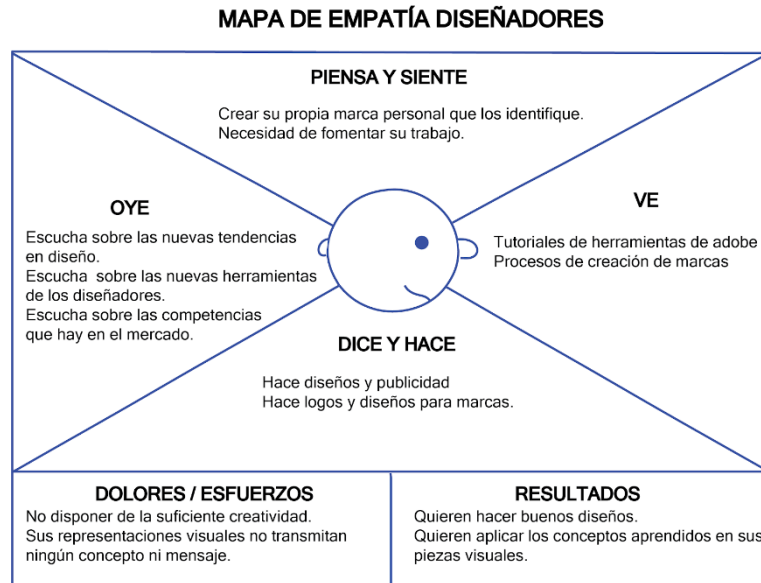 MAPA DE EMPATÍA DISEÑADORES
PIENSA Y SIENTE
Crear su propia marca personal que los identifique.
Necesidad de fomentar su trabajo.
OYE
Escucha sobre las nuevas tendencias
en diseño.
Escucha sobre las nuevas herramientas
de los diseñadores.
Escucha sobre las competencias
que hay en el mercado.
VE
Tutoriales de herramientas de adobe
Procesos de creación de marcas
DICE Y HACE
Hace diseños y publicidad
Hace logos y diseños para marcas.
DOLORES / ESFUERZOS
No disponer de la suficiente creatividad.
Sus representaciones visuales no transmitan
ningún concepto ni mensaje.
RESULTADOS
Quieren hacer buenos diseños.
Quieren aplicar los conceptos aprendidos en sus
piezas visuales.